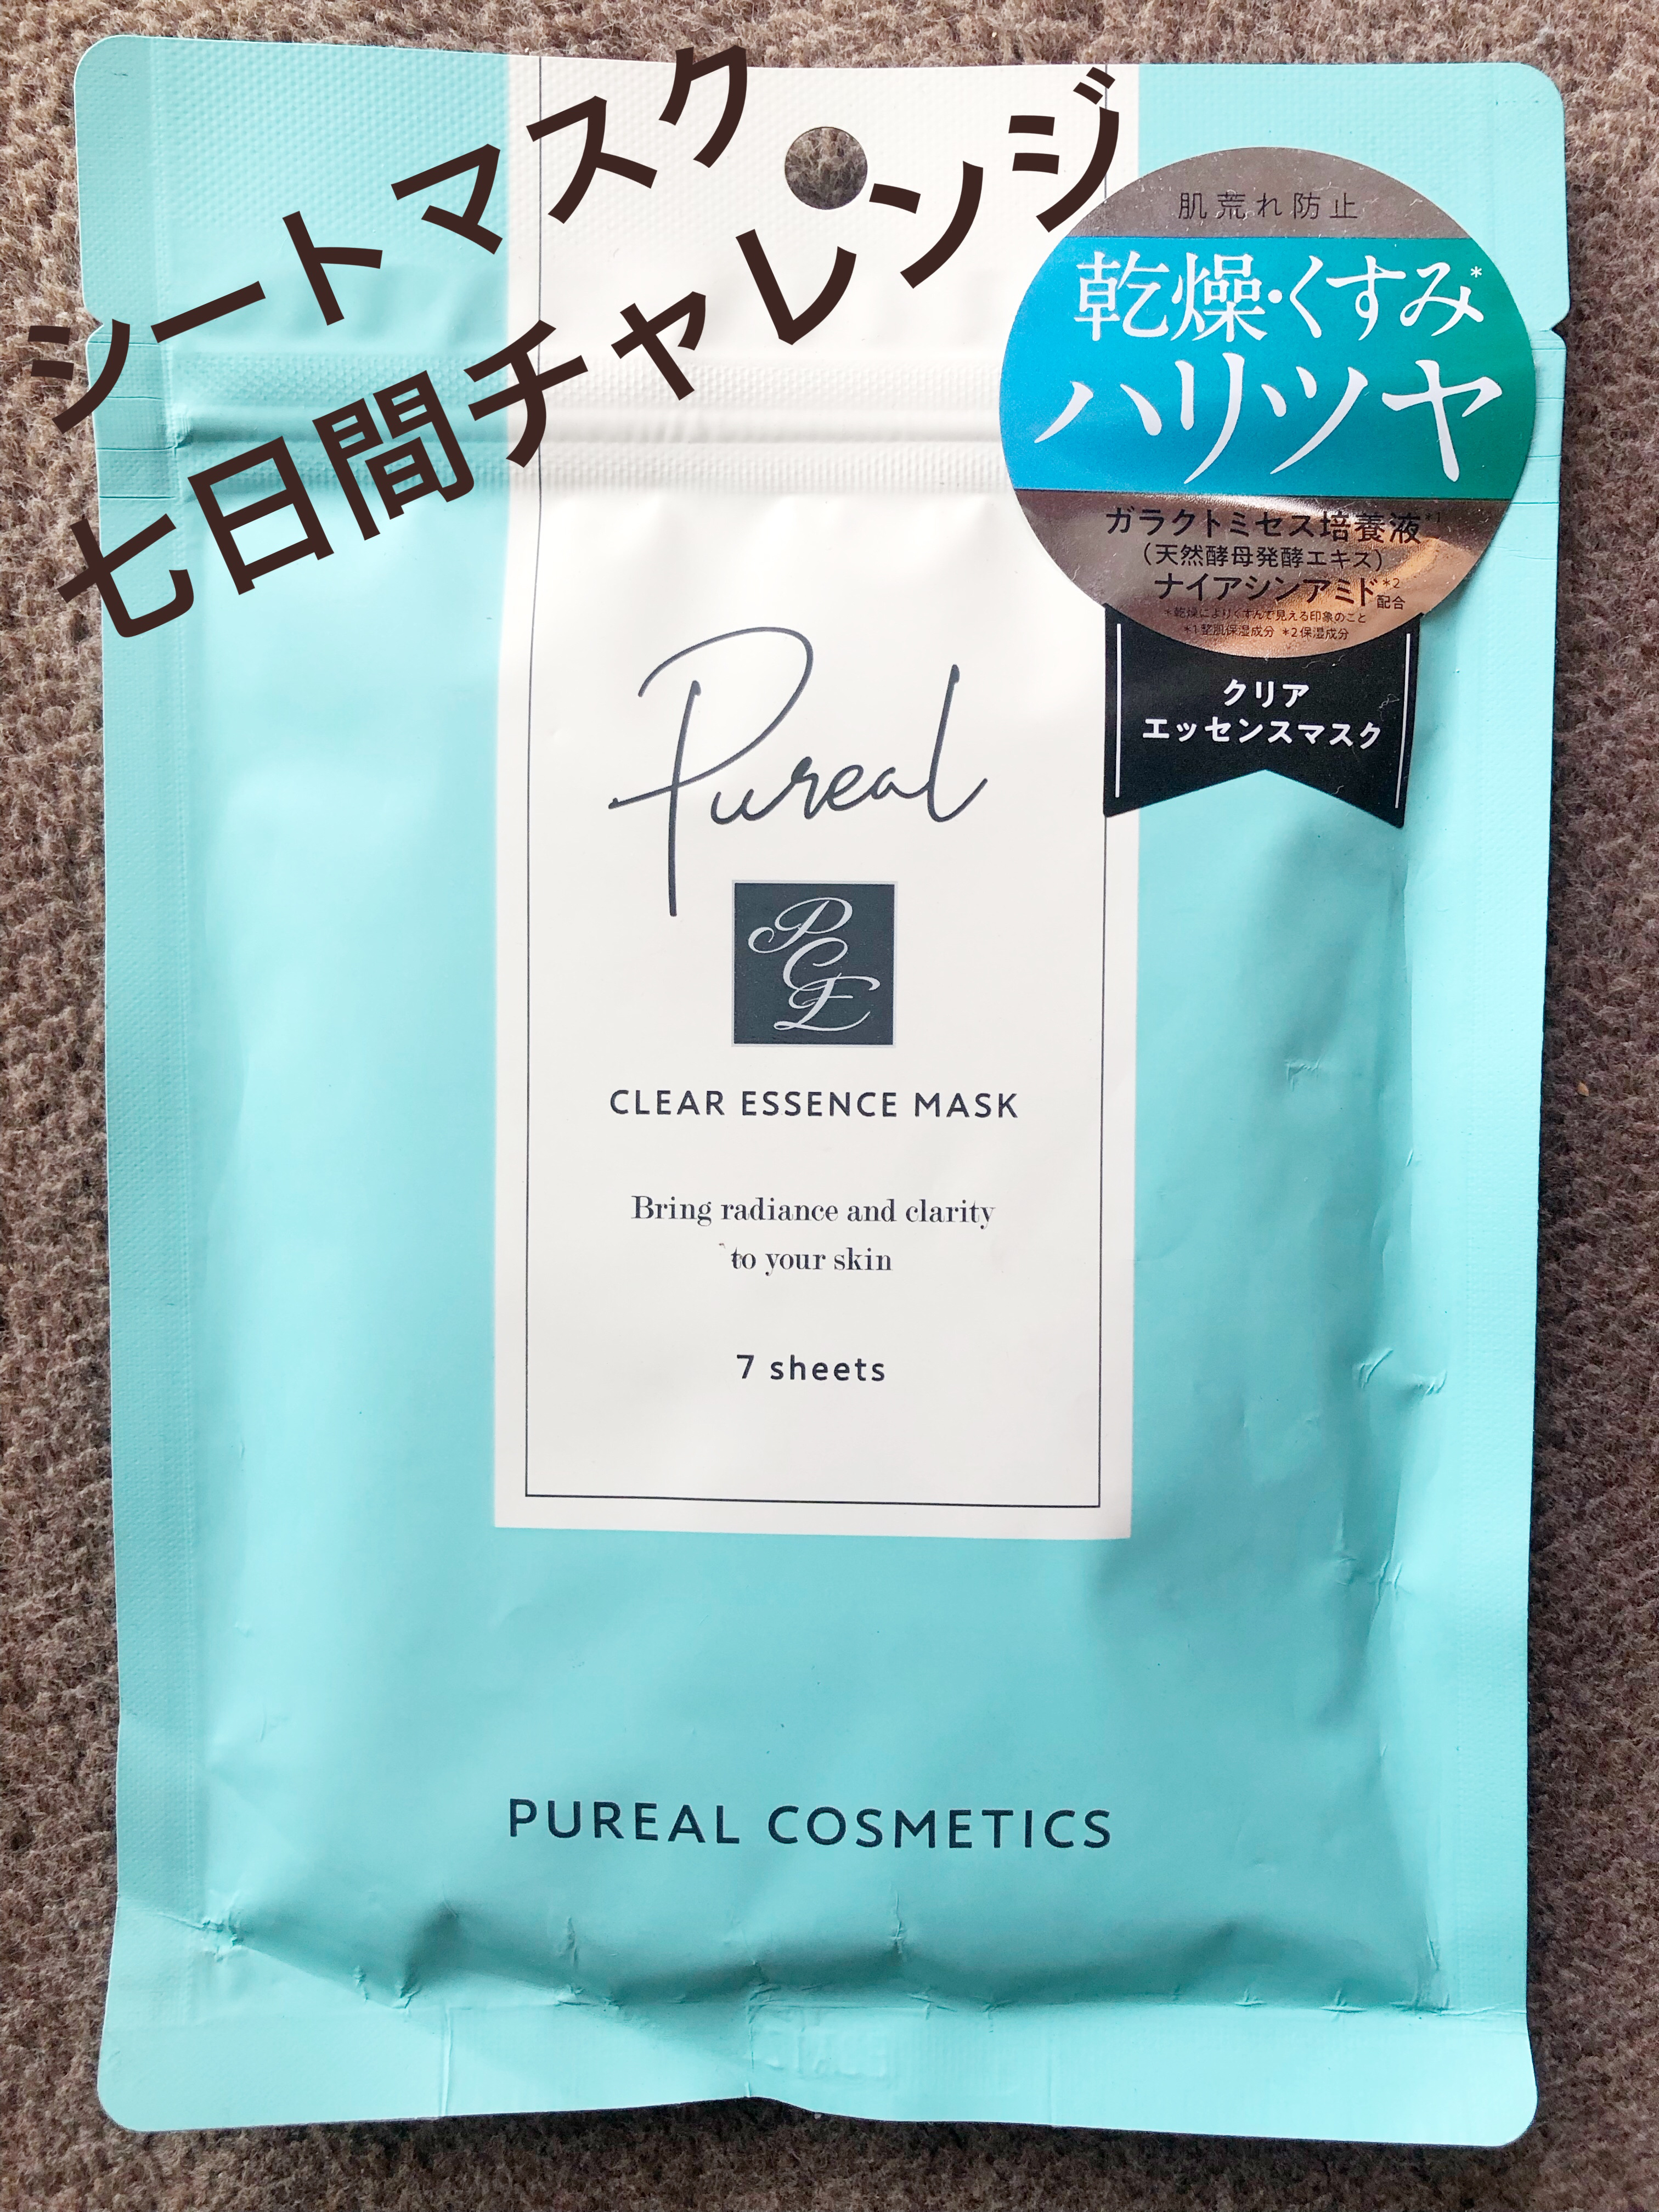 シートマスク
七日間チャレンジ
肌荒れ防止
乾燥・くすみ*
ハリツヤ
ガラクトミセス培養液*1
(天然酵母発酵エキス)
ナイアシンアミド*2配合
*乾燥によりくすんで見える印象のこと
*1整肌保湿成分 *2保湿成分
クリア
エッセンスマスク
Pureal
PCE
CLEAR ESSENCE MASK
Bring radiance and clarity
to your skin
7 sheets
PUREAL COSMETICS